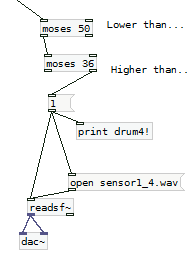 moses 50
Lower than...
moses 36
Higher than..
1
print drum4!
open sensor1_4.wav
readsf~
dac~